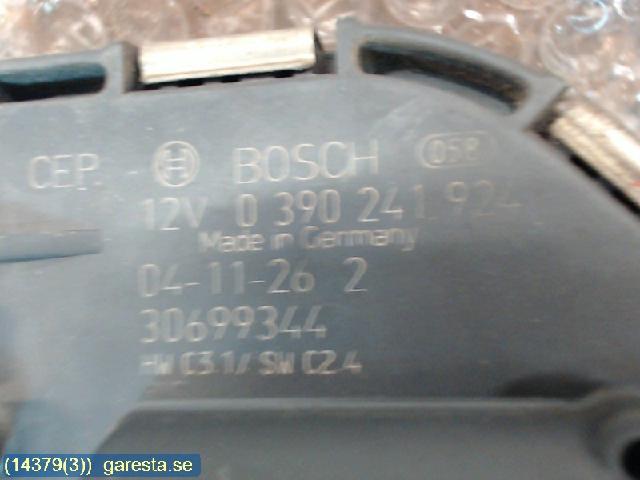 CEP. BOSCH 058
12V 0 390 241 924
Made in Germany
04-11-26 2
30699344
HW C3.1/ SW C2.4
(14379(3)) garesta.se